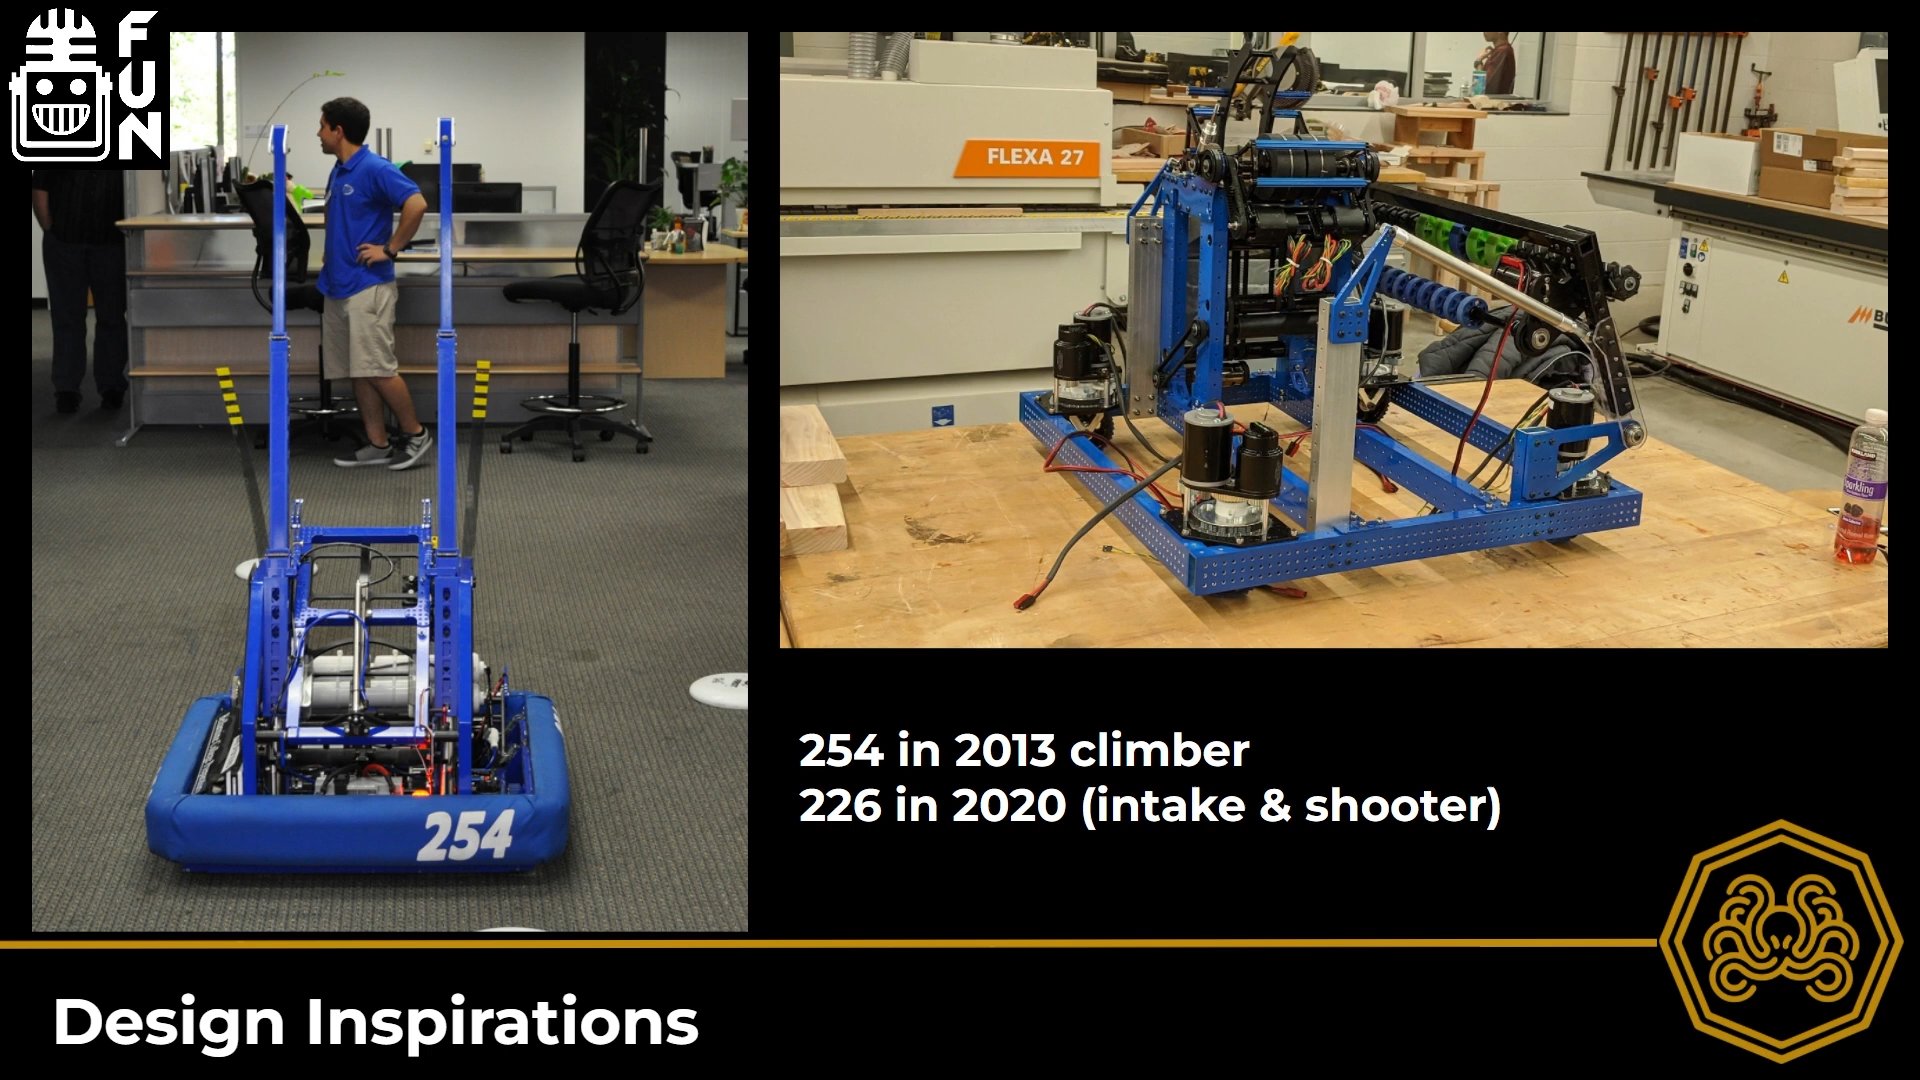 FUN
FLEXA 27
254
254 in 2013 climber
226 in 2020 (intake & shooter)
Design Inspirations